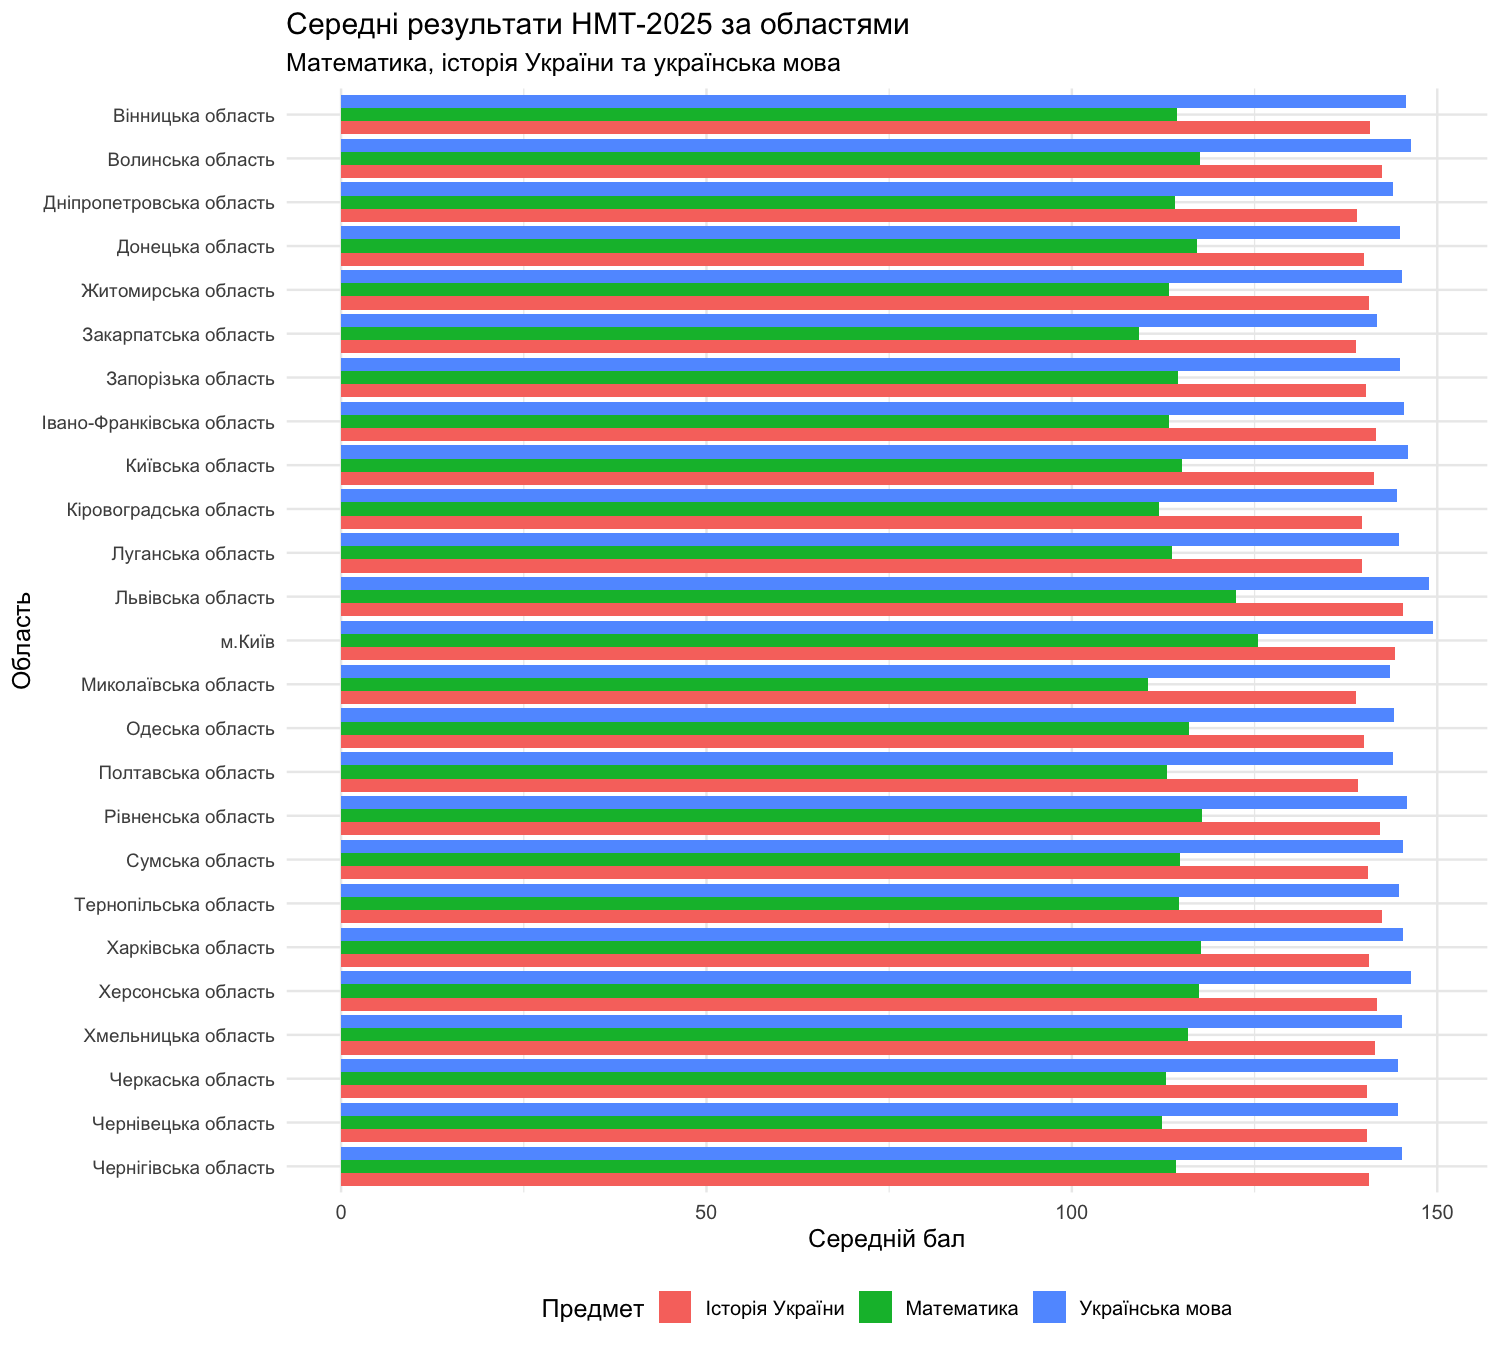 Середні результати НМТ-2025 за областями
Математика, історія України та українська мова
Область
Вінницька область
Волинська область
Дніпропетровська область
Донецька область
Житомирська область
Закарпатська область
Запорізька область
Івано-Франківська область
Київська область
Кіровоградська область
Луганська область
Львівська область
м.Київ
Миколаївська область
Одеська область
Полтавська область
Рівненська область
Сумська область
Тернопільська область
Харківська область
Херсонська область
Хмельницька область
Черкаська область
Чернівецька область
Чернігівська область
0 50 100 150
Середній бал
Предмет Історія України Математика Українська мова